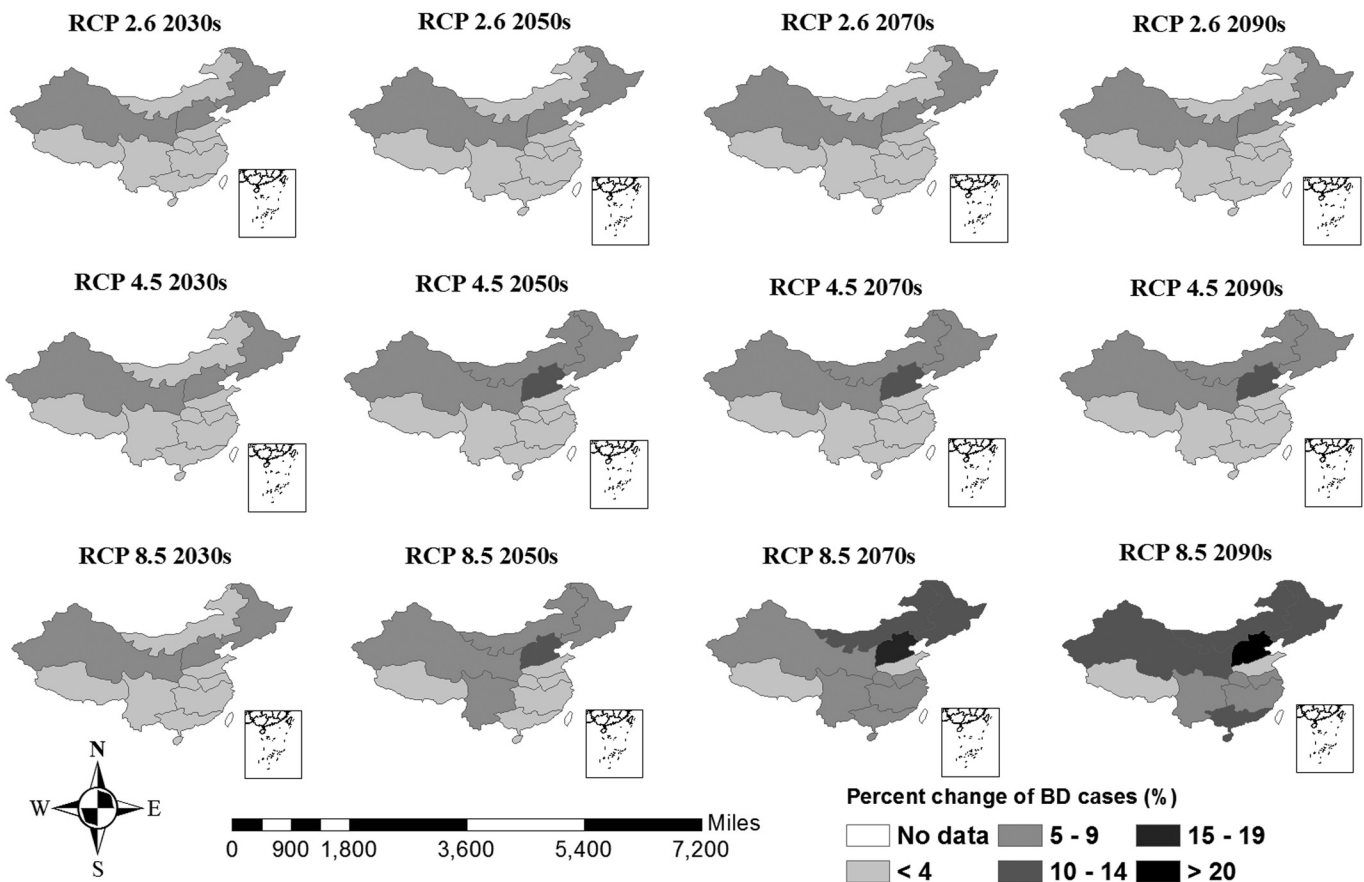 RCP 2.6 2030s
RCP 2.6 2050s
RCP 2.6 2070s
RCP 2.6 2090s
RCP 4.5 2030s
RCP 4.5 2050s
RCP 4.5 2070s
RCP 4.5 2090s
RCP 8.5 2030s
RCP 8.5 2050s
RCP 8.5 2070s
RCP 8.5 2090s
N
W
E
S
Miles
0 900 1,800 3,600 5,400 7,200
Percent change of BD cases (%)
No data 5 - 9 15 - 19
< 4 10 - 14 > 20